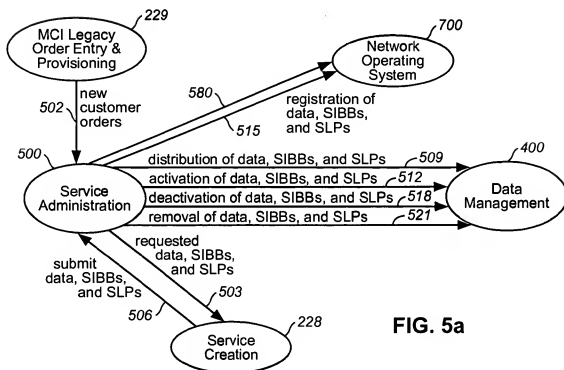 229
MCI Legacy
Order Entry &
Provisioning
700
Network
Operating
System
502
new
customer
orders
580
515
registration of
data, SIBBs,
and SLPs
500
Service
Administration
distribution of data, SIBBs, and SLPs 509
activation of data, SIBBs, and SLPs 512
deactivation of data, SIBBs, and SLPs 518
removal of data, SIBBs, and SLPs 521
400
Data
Management
requested
data, SIBBs,
and SLPs
submit
data, SIBBs,
and SLPs
503
506
228
Service
Creation
FIG. 5a